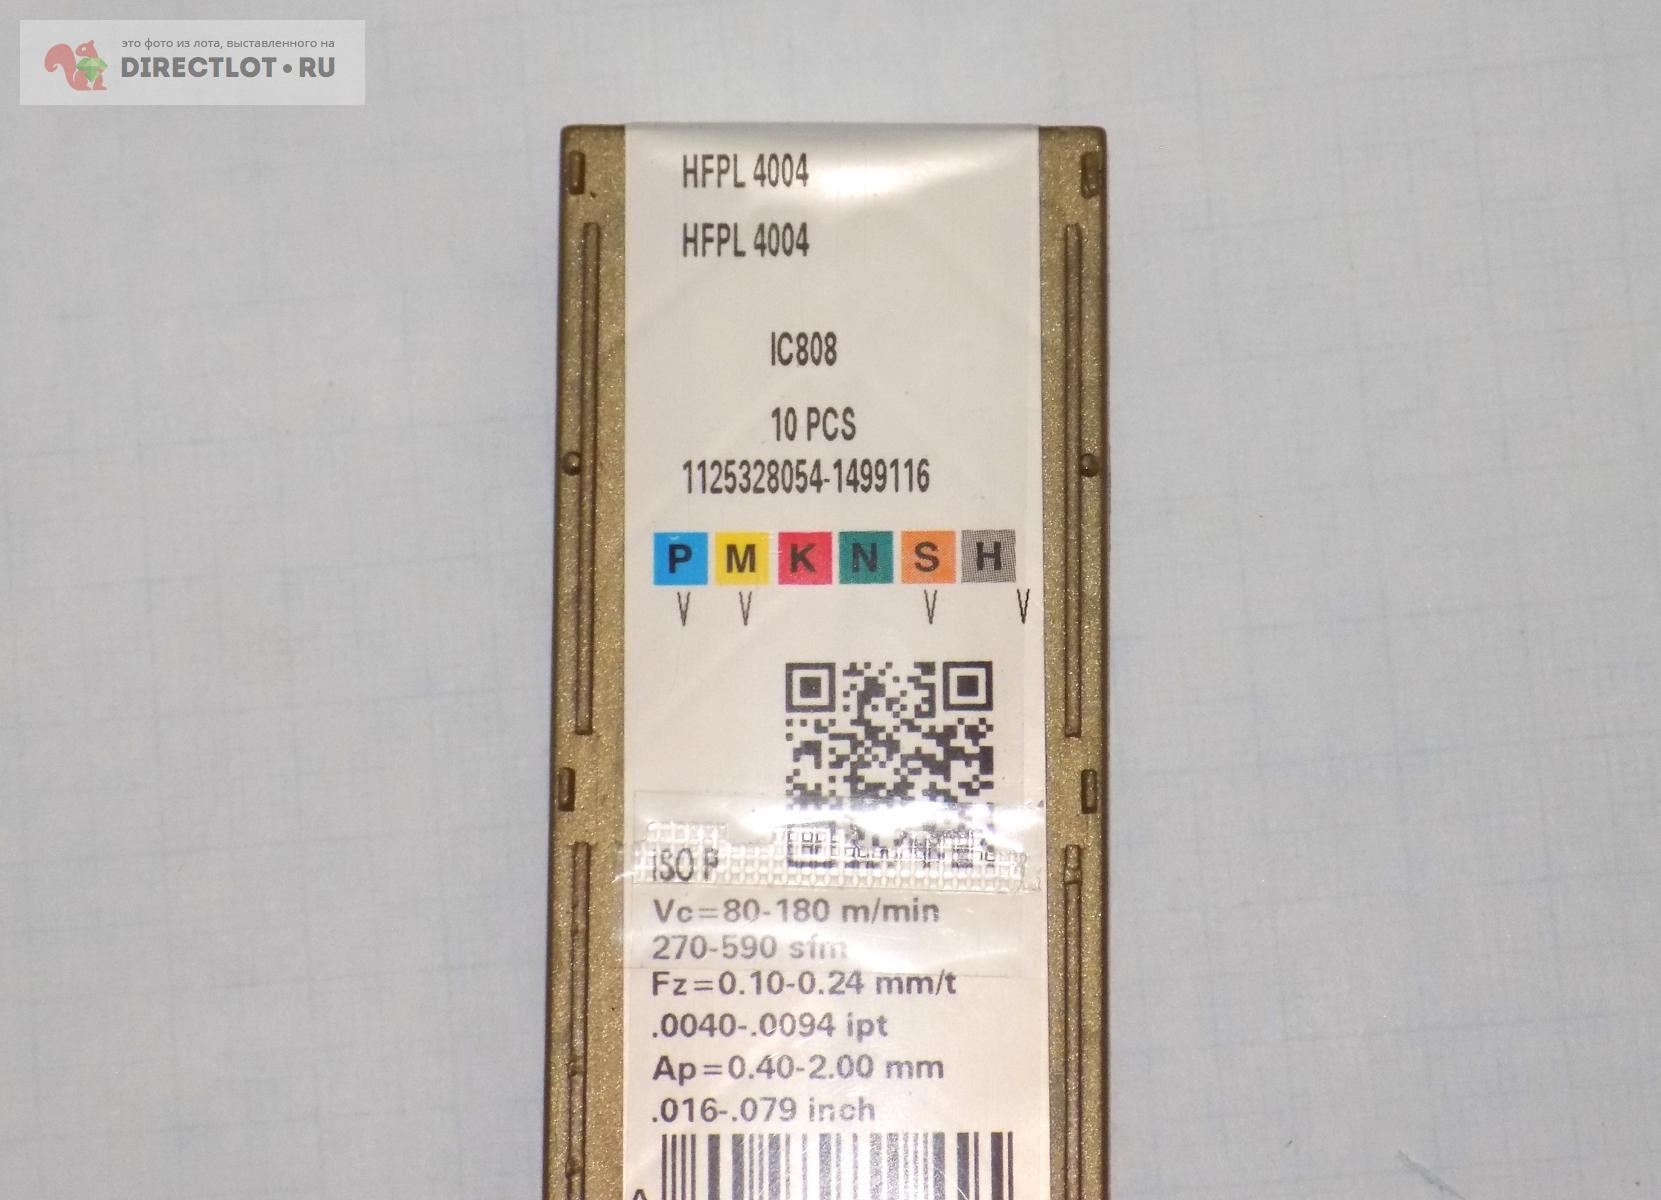 это фото из лота, выставленного на
DIRECTLOT•RU
HFPL 4004
HFPL 4004
IC808
10 PCS
1125328054-1499116
P M K N S H
V V V V
ISO P
Vc=80-180 m/min
270-590 sfm
Fz=0.10-0.24 mm/t
.0040-.0094 ipt
Ap=0.40-2.00 mm
.016-.079 inch